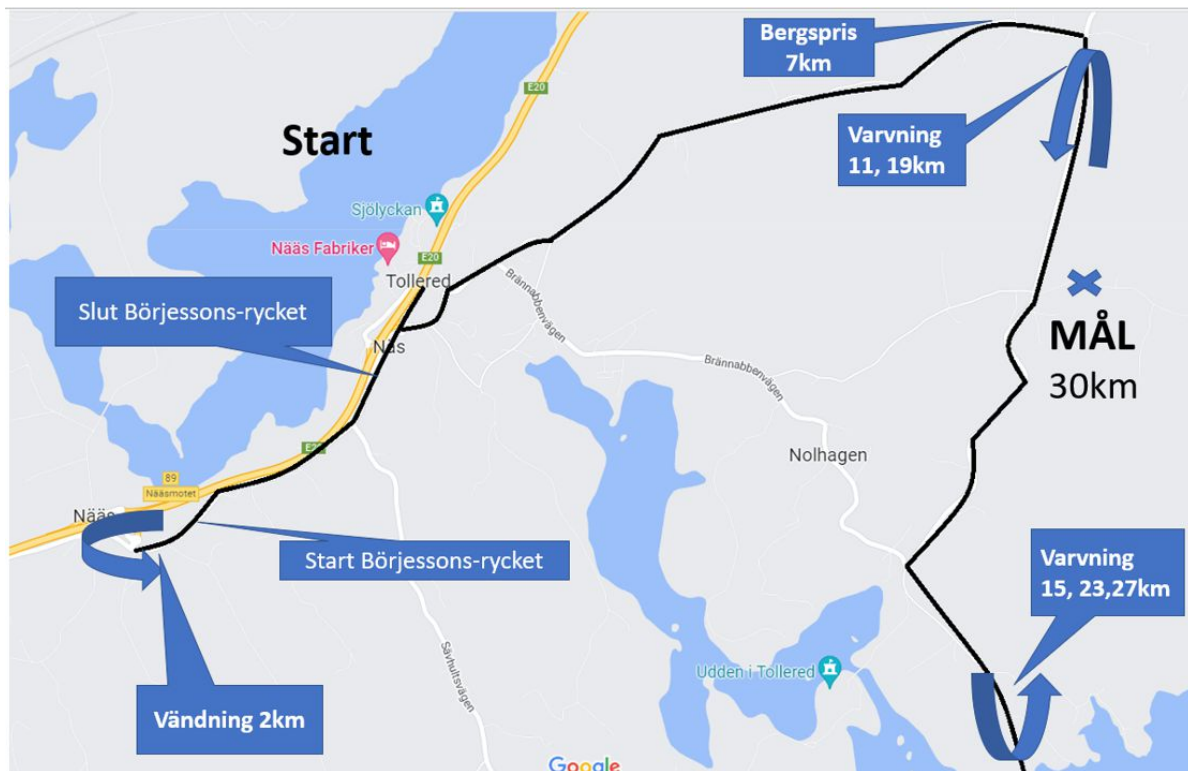 Bergspris
7km
E20
Start
Varvning
11, 19km
Sjölyckan
Nääs Fabriker
E20
Tollered
Brännabbenvägen
Slut Börjessons-rycket
Näs
MÅL
30km
Brännabbenvägen
E20
Nolhagen
89
Nääsmotet
Nääs
Start Börjessons-rycket
Varvning
15, 23,27km
Sävhultsvägen
Udden i Tollered
Vändning 2km
Google